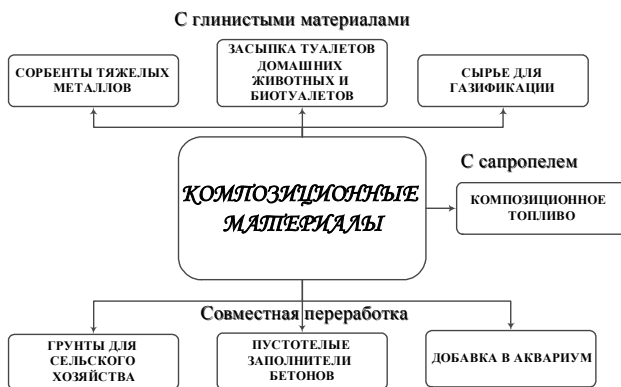 С глинистыми материалами
СОРБЕНТЫ ТЯЖЕЛЫХ
МЕТАЛЛОВ
ЗАСЫПКА ТУАЛЕТОВ
ДОМАШНИХ
ЖИВОТНЫХ И
БИОТУАЛЕТОВ
СЫРЬЕ ДЛЯ
ГАЗИФИКАЦИИ
КОМПОЗИЦИОННЫЕ
МАТЕРИАЛЫ
С сапропелем
КОМПОЗИЦИОННОЕ
ТОПЛИВО
Совместная переработка
ГРУНТЫ ДЛЯ
СЕЛЬСКОГО
ХОЗЯЙСТВА
ПУСТОТЕЛЫЕ
ЗАПОЛНИТЕЛИ
БЕТОНОВ
ДОБАВКА В АКВАРИУМ